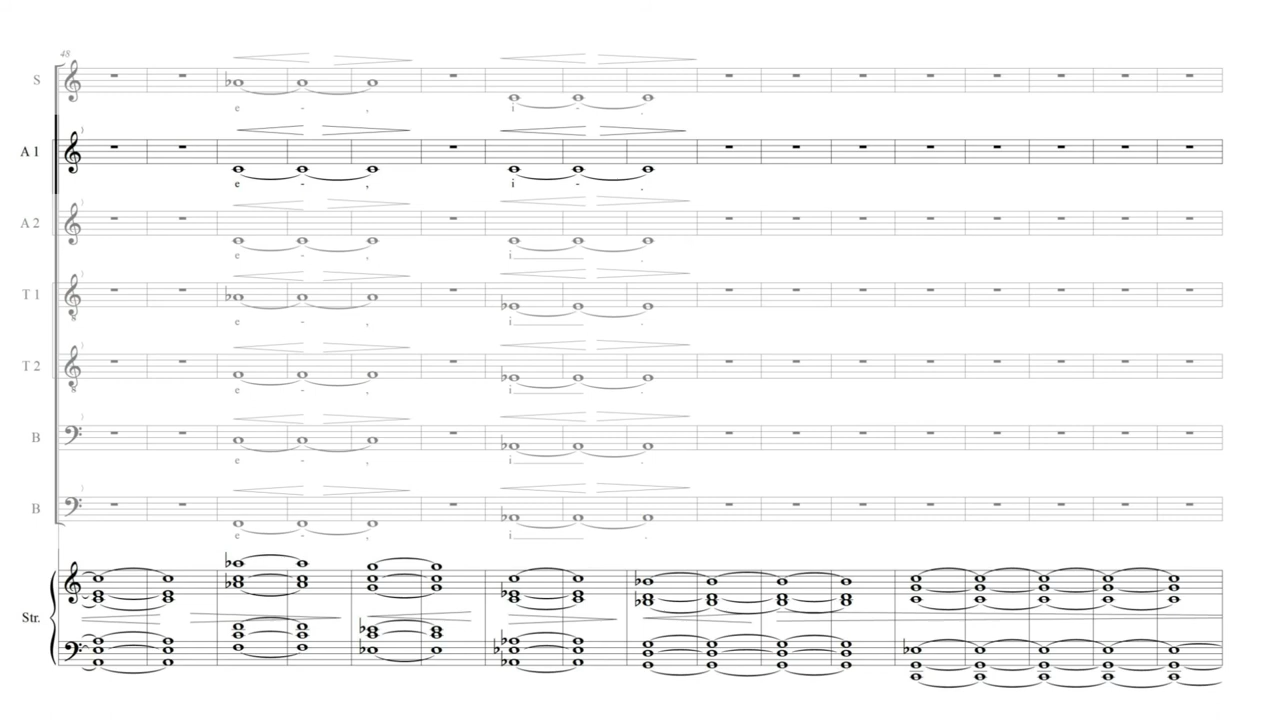 48
S
e - ,
i - .
A 1
e - ,
i - .
A 2
e - ,
i .
T 1
e - ,
i .
T 2
e - ,
i .
B
e - ,
i .
B
e - ,
i .
Str.